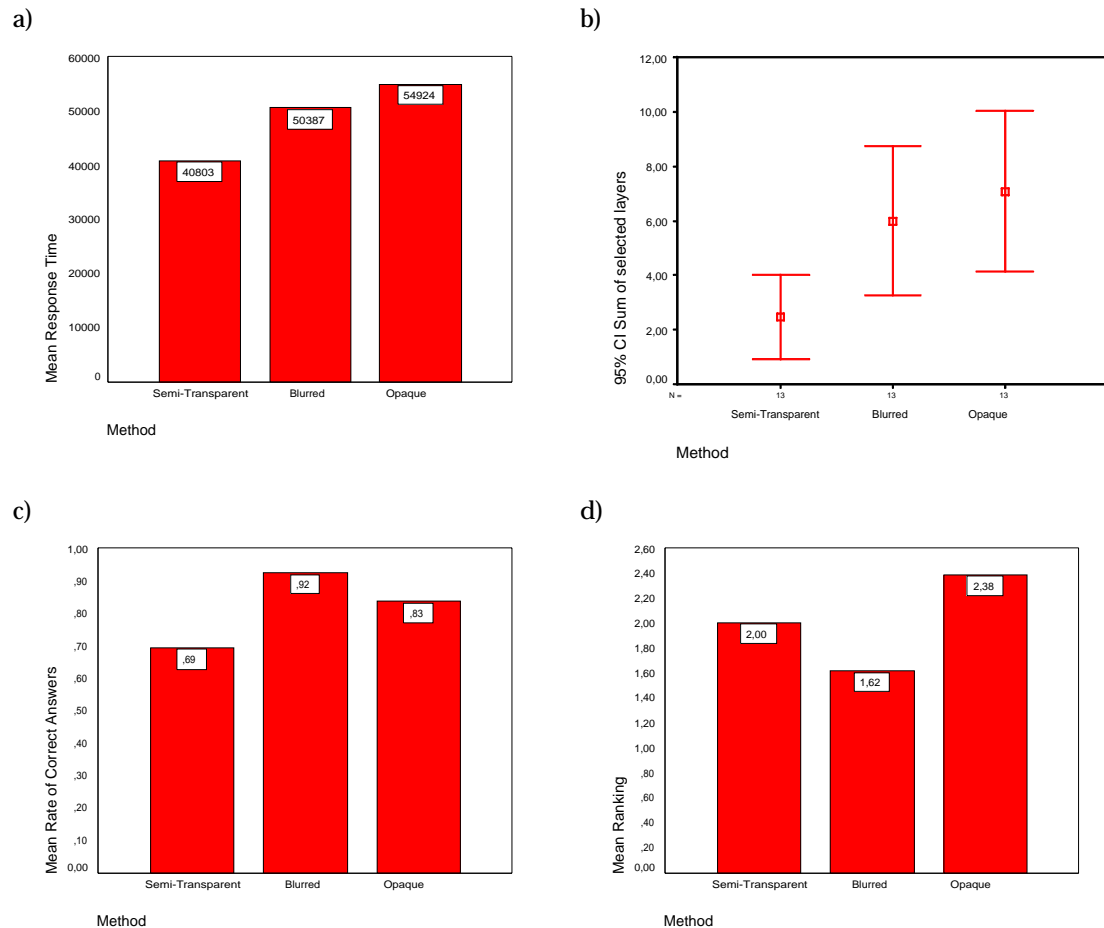 a)
60000
50000
40000
30000
20000
10000
0
Mean Response Time
40803
50387
54924
Semi-Transparent Blurred Opaque
Method
b)
12,00
10,00
8,00
6,00
4,00
2,00
0,00
95% CI Sum of selected layers
N = 13 13 13
Semi-Transparent Blurred Opaque
Method
c)
1,00
,90
,80
,70
,60
,50
,40
,30
,20
,10
0,00
Mean Rate of Correct Answers
,69
,92
,83
Semi-Transparent Blurred Opaque
Method
d)
2,60
2,40
2,20
2,00
1,80
1,60
1,40
1,20
1,00
,80
,60
,40
,20
0,00
Mean Ranking
2,00
1,62
2,38
Semi-Transparent Blurred Opaque
Method